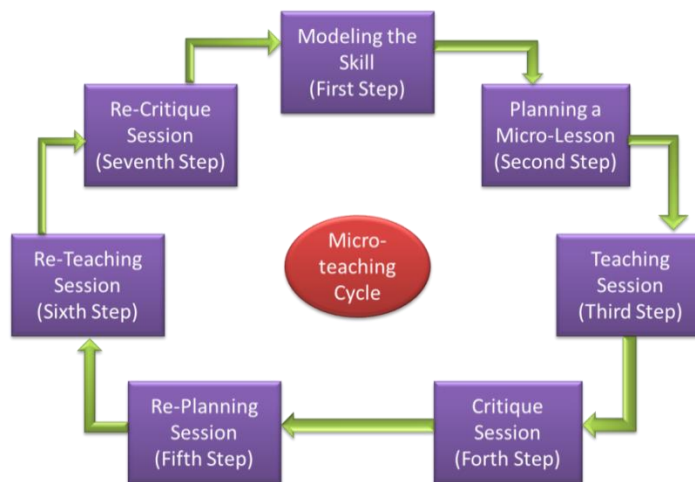 Modeling the
Skill
(First Step)
Planning a
Micro-Lesson
(Second Step)
Teaching
Session
(Third Step)
Critique
Session
(Forth Step)
Re-Planning
Session
(Fifth Step)
Re-Teaching
Session
(Sixth Step)
Re-Critique
Session
(Seventh Step)
Micro-
teaching
Cycle